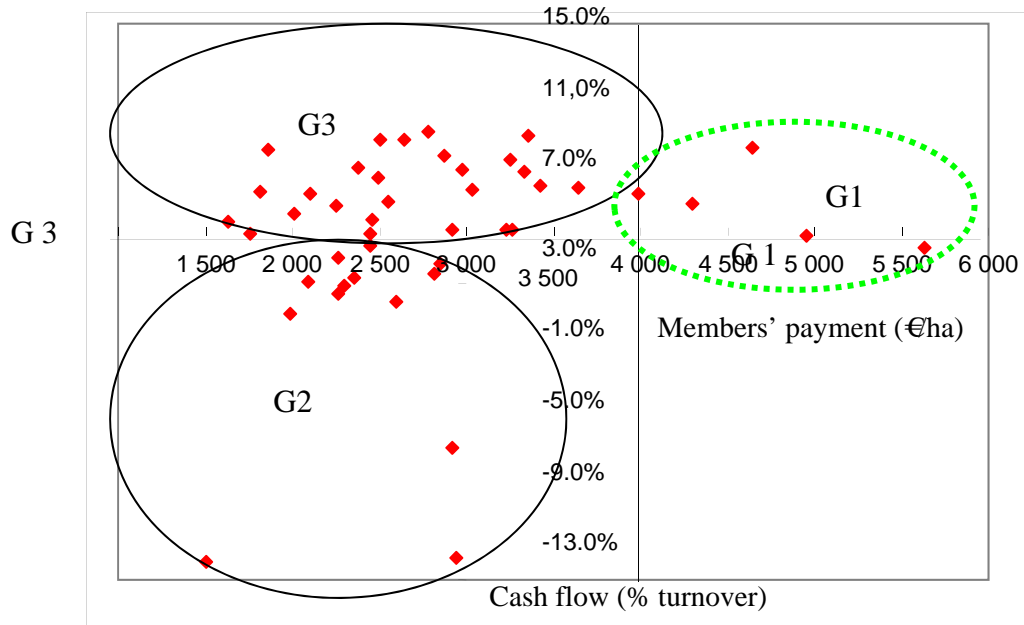 15.0%
11,0%
G3
7.0%
G1
G 3
3.0%
G 1
1 500 2 000 2 500 3 000 3 500 4 000 4 500 5 000 5 500 6 000
-1.0%
Members’ payment (€/ha)
-5.0%
G2
-9.0%
-13.0%
Cash flow (% turnover)